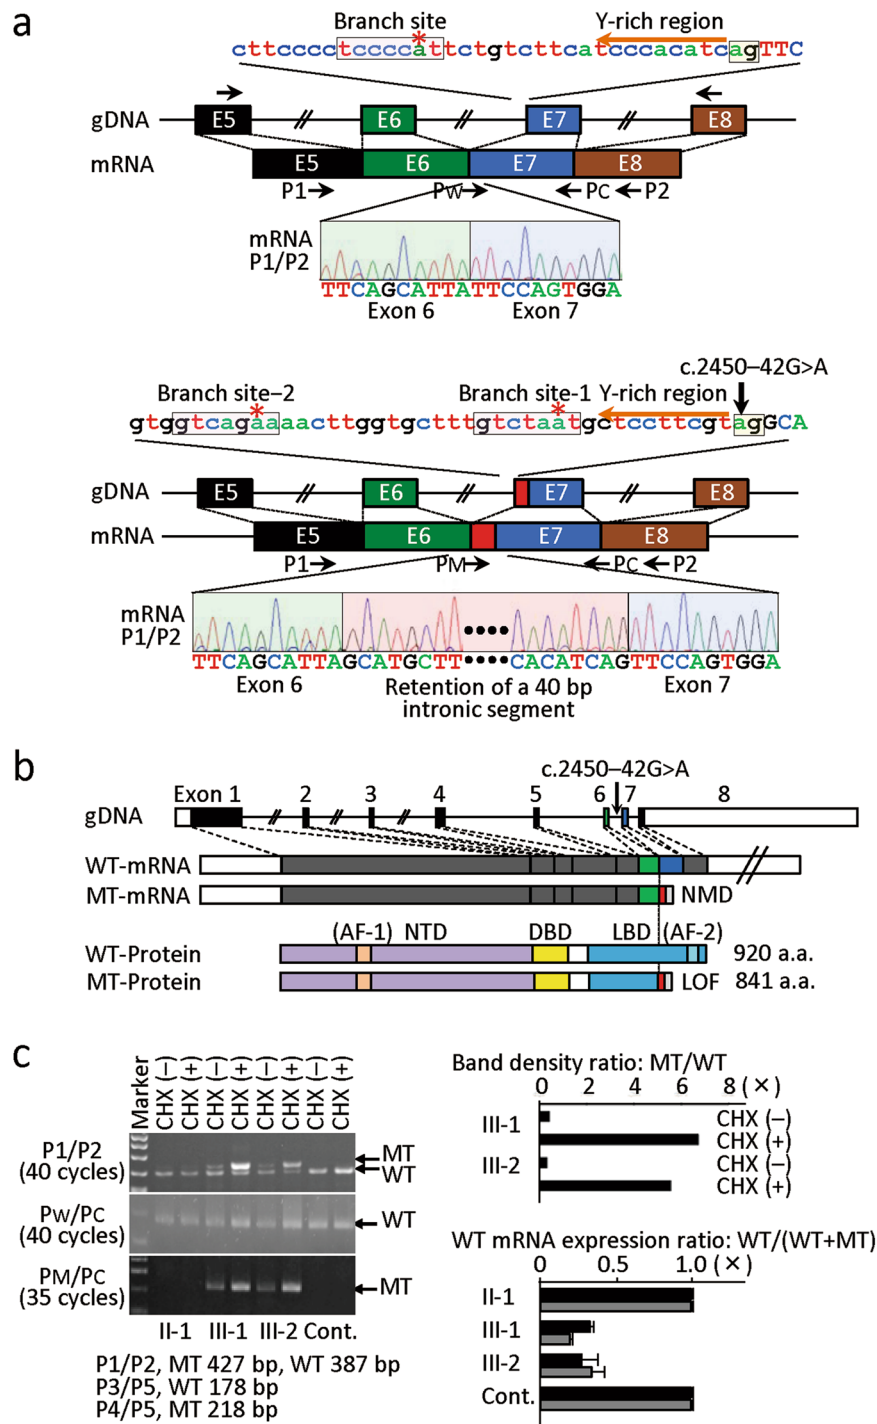 a
Branch site
Y-rich region
*
cttcccctccccattctgtcttcatcccacatcagTTC
gDNA E5 // E6 // E7 E8
mRNA E5 E6 E7 E8
P1 PW PC P2
mRNA
P1/P2
TTCAGCATTATTCCAGTGGA
Exon 6 Exon 7
c.2450–42G>A
Branch site–2 Branch site-1 Y-rich region
* *
gtggtcagaaaacttggtgctttgtctaatgctccttcgtagGCA
gDNA E5 // E6 // E7 // E8
mRNA E5 E6 E7 E8
P1 PM PC P2
mRNA
P1/P2
TTCAGCATTAGCATGCTT••••CACATCAGTTCCAGTGGA
Exon 6 Retention of a 40 bp Exon 7
intronic segment
b
c.2450–42G>A
Exon 1 2 3 4 5 6 7 8
gDNA // // //
WT-mRNA //
MT-mRNA NMD
(AF-1) NTD DBD LBD (AF-2)
WT-Protein 920 a.a.
MT-Protein LOF 841 a.a.
c
Marker CHX (–) CHX (+) CHX (–) CHX (+) CHX (–) CHX (+) CHX (–) CHX (+)
P1/P2
(40 cycles)
MT
WT
PW/PC
(40 cycles)
WT
PM/PC
(35 cycles)
MT
II-1 III-1 III-2 Cont.
P1/P2, MT 427 bp, WT 387 bp
P3/P5, WT 178 bp
P4/P5, MT 218 bp
Band density ratio: MT/WT
0 2 4 6 8 (×)
III-1 CHX (–)
CHX (+)
III-2 CHX (–)
CHX (+)
WT mRNA expression ratio: WT/(WT+MT)
0 0.5 1.0 (×)
II-1
III-1
III-2
Cont.